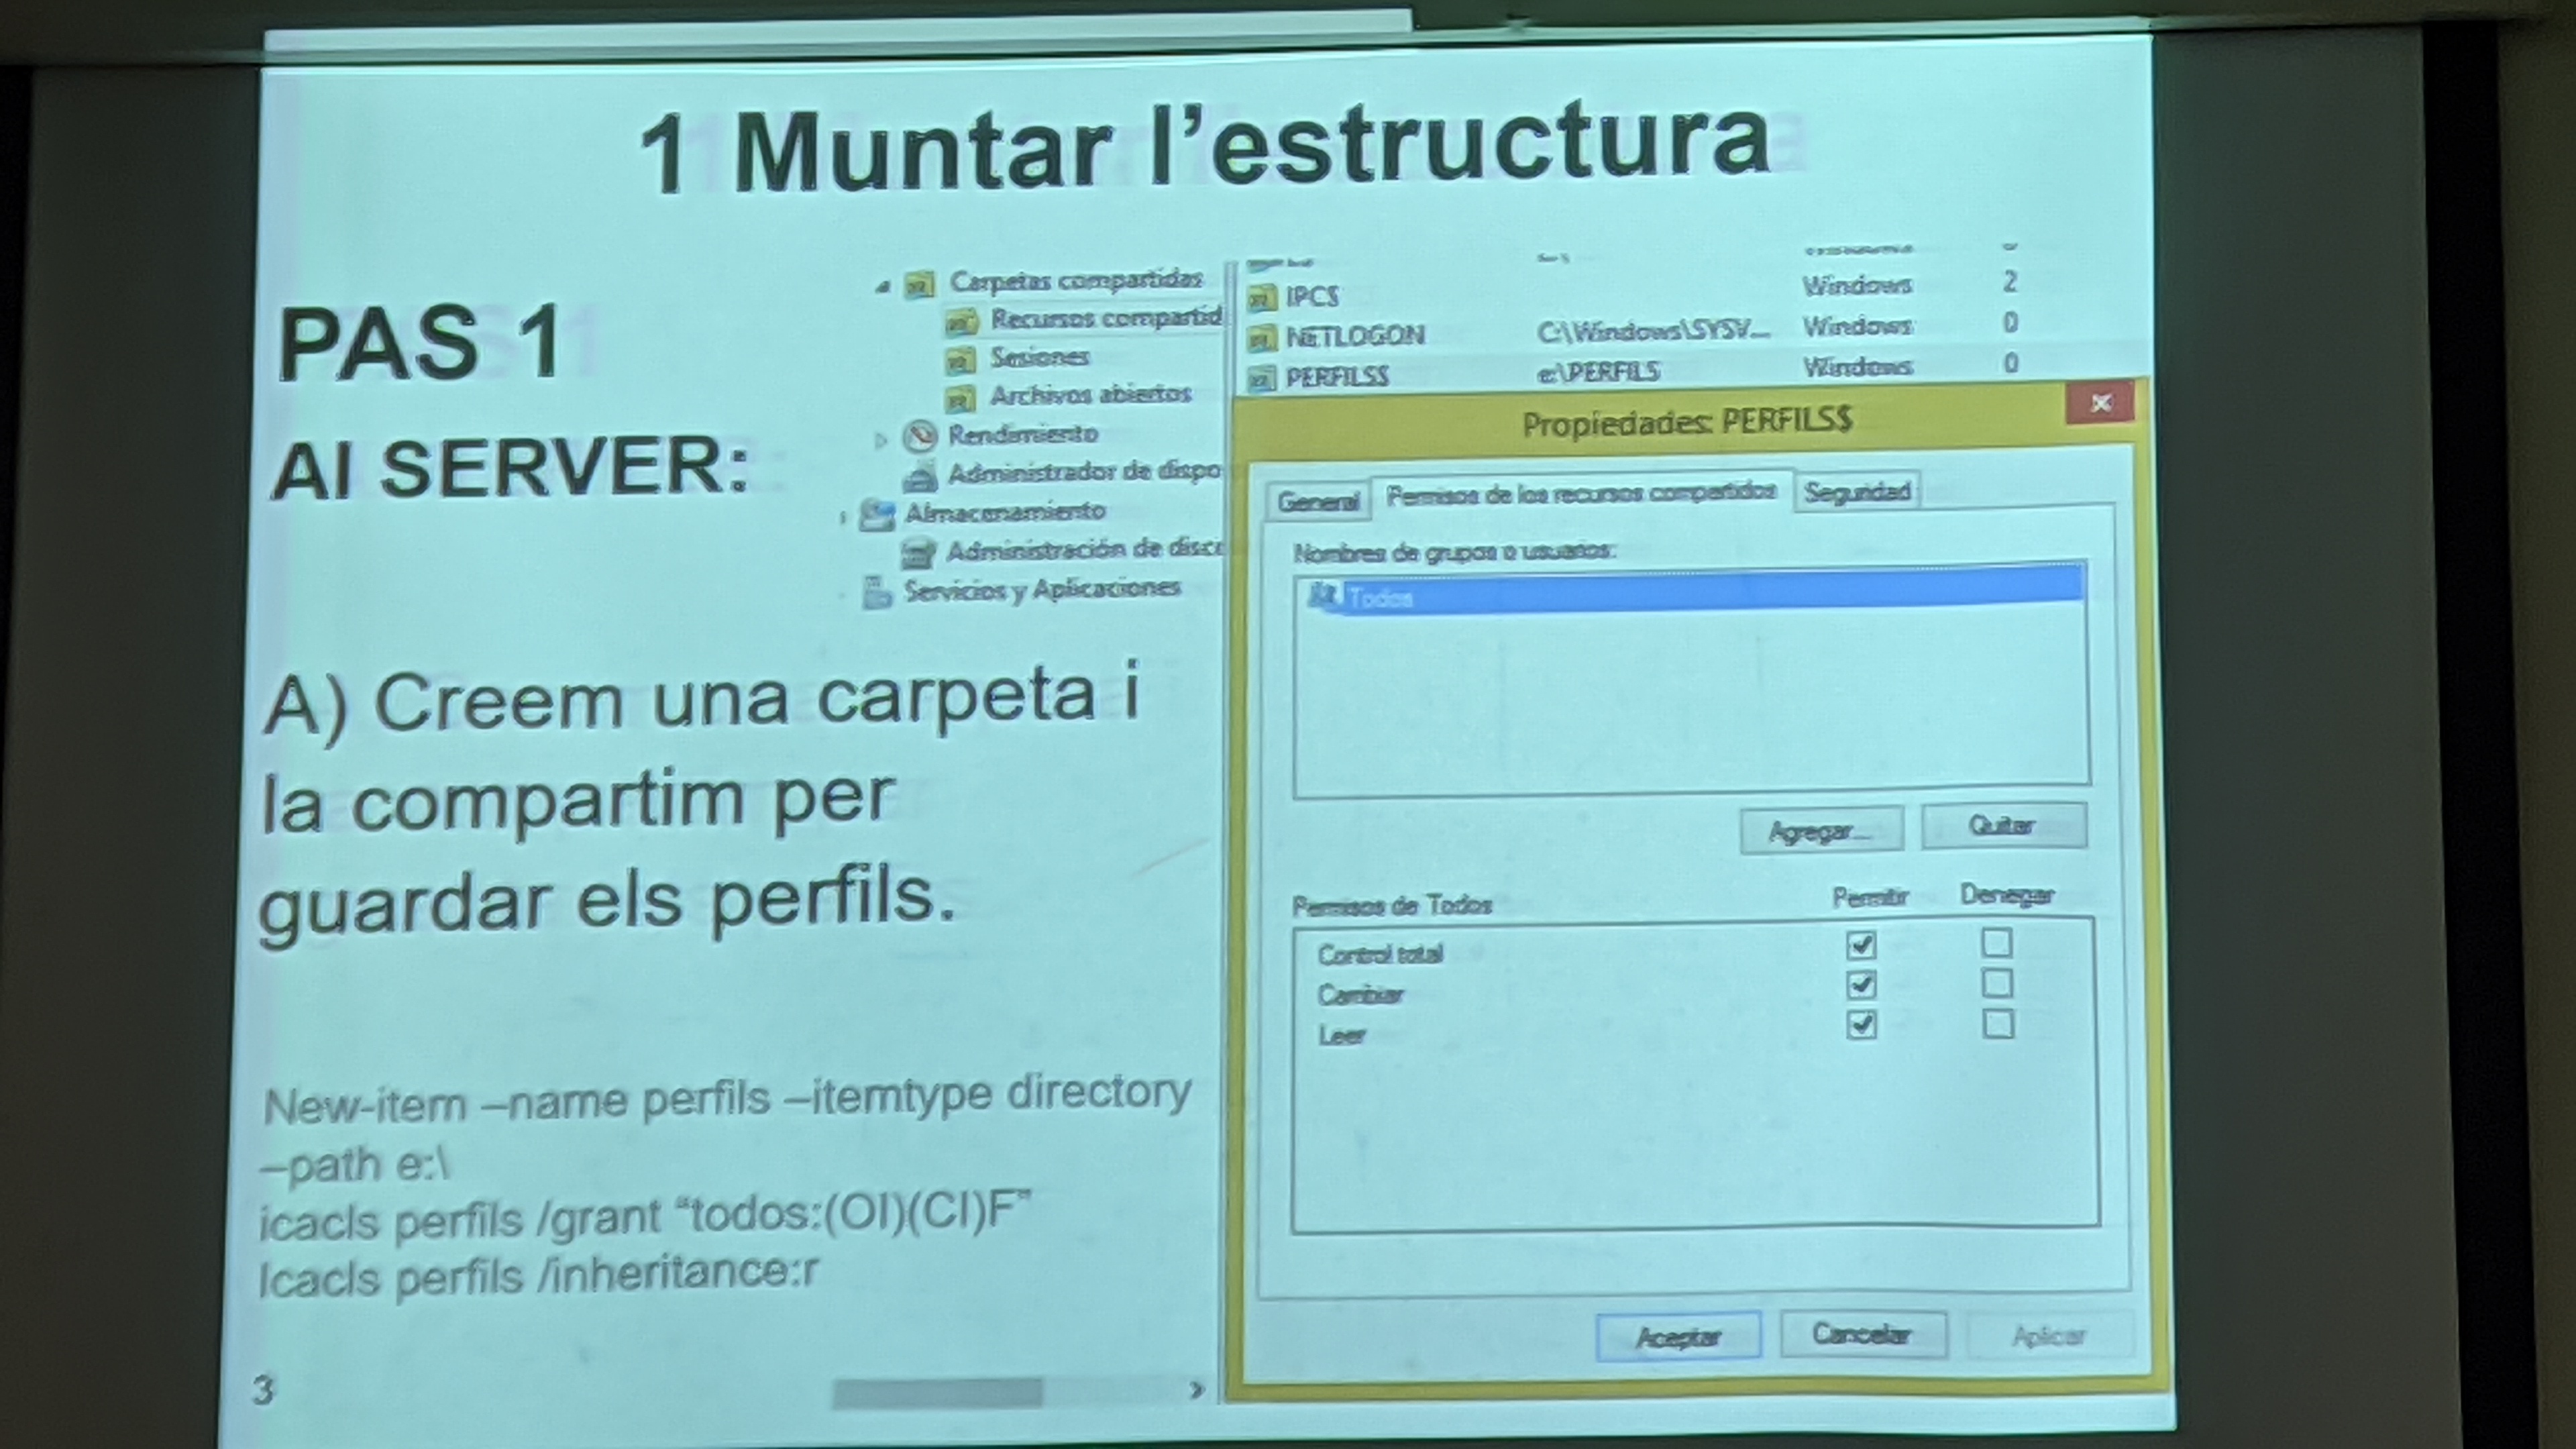 1 Muntar l’estructura
PAS 1
Al SERVER:
A) Creem una carpeta i
la compartim per
guardar els perfils.
New-item –name perfils –itemtype directory
–path e:\
icacls perfils /grant “todos:(OI)(CI)F”
Icacls perfils /inheritance:r
3
Carpetas compartidas
Recursos compartid
Sesiones
Archivos abiertos
Rendimiento
Administrador de dispo
Almacenamiento
Administración de disco
Servicios y Aplicaciones
IPC$ Windows 2
NETLOGON C:\Windows\SYSV... Windows 0
PERFILS$ e:\PERFILS Windows 0
Propiedades: PERFILS$
General Permisos de los recursos compartidos Seguridad
Nombres de grupos o usuarios:
Todos
Agregar... Quitar
Permisos de Todos Permitir Denegar
Control total
Cambiar
Leer
Aceptar Cancelar Aplicar